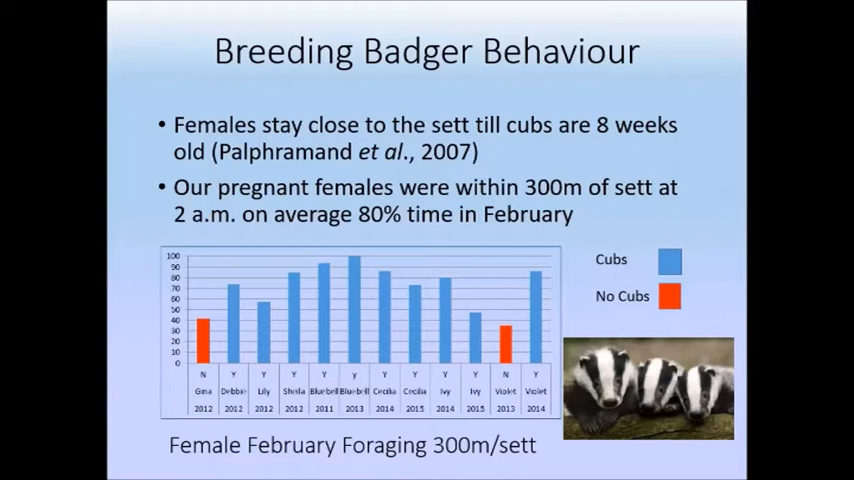 Breeding Badger Behaviour
• Females stay close to the sett till cubs are 8 weeks
old (Palphramand et al., 2007)
• Our pregnant females were within 300m of sett at
2 a.m. on average 80% time in February
100
90
80
70
60
50
40
30
20
10
0
N Y Y Y Y y Y Y Y Y N Y
Gina Debbie Lily Sheila Bluebell Bluebell Cecilia Cecilia Ivy Ivy Violet Violet
2012 2012 2012 2012 2011 2013 2014 2015 2014 2015 2013 2014
Cubs
No Cubs
Female February Foraging 300m/sett